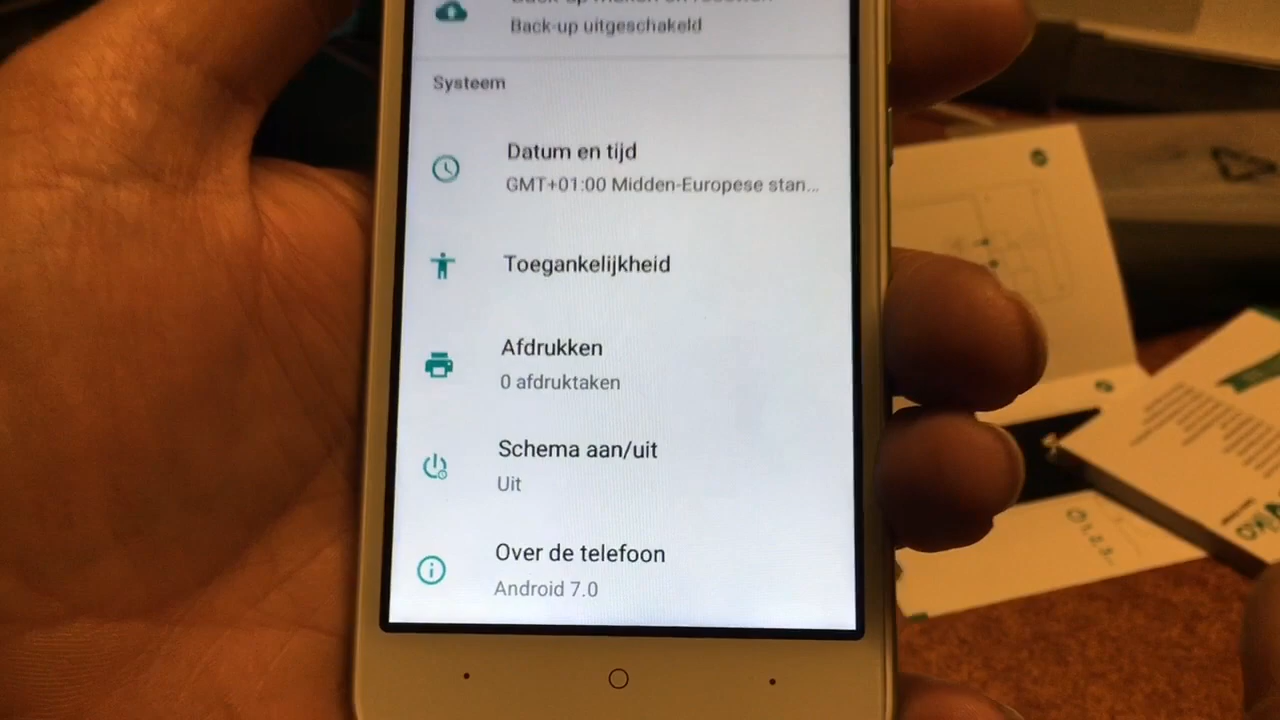 Back-up uitgeschakeld
Systeem
Datum en tijd
GMT+01:00 Midden-Europese stan...
Toegankelijkheid
Afdrukken
0 afdruktaken
Schema aan/uit
Uit
Over de telefoon
Android 7.0